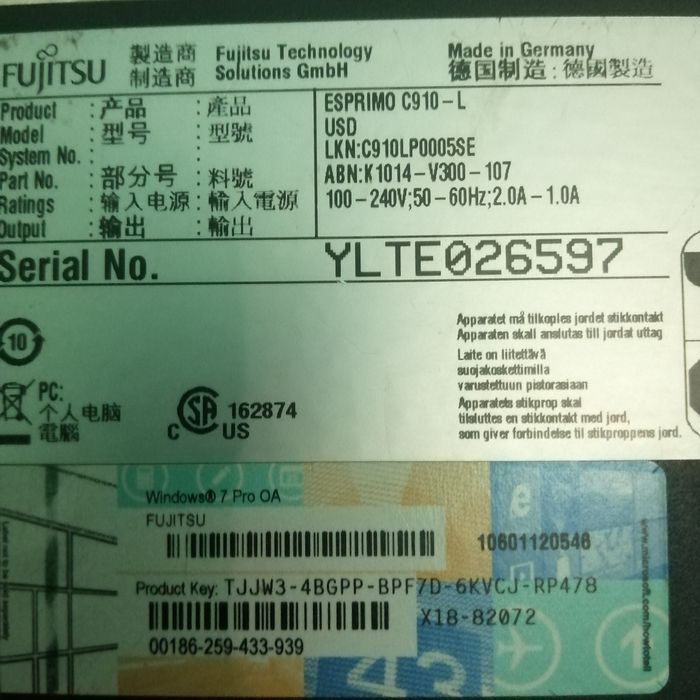 FUJITSU
製造商 Fujitsu Technology
制造商 Solutions GmbH
Made in Germany
德国制造：德國製造
Product : 产品 : 產品 ESPRIMO C910-L
Model : 型号 : 型號 USD
System No. : : LKN:C910LP0005SE
Part No. : 部分号 : 料號 ABN:K1014-V300-107
Ratings : 输入电源 : 輸入電源 100-240V;50-60Hz;2.0A-1.0A
Output : 输出 : 輸出
Serial No. YLTE026597
Apparatet må tilkoples jordet stikkontakt
Apparaten skall anslutas till jordat uttag
Laite on liitettävä
suojakoskettimilla
varustettuun pistorasiaan
Apparatets stikprop skal
tilsluttes en stikkontakt med jord,
som giver forbindelse til stikproppens jord.
10
PC:
个人电脑
電腦
C SA US 162874
Windows® 7 Pro OA
FUJITSU
10601120546
Product Key: TJJW3-4BGPP-BPF7D-6KVCJ-RP478
X18-82072
00186-259-433-939
www.microsoft.com/howtotell